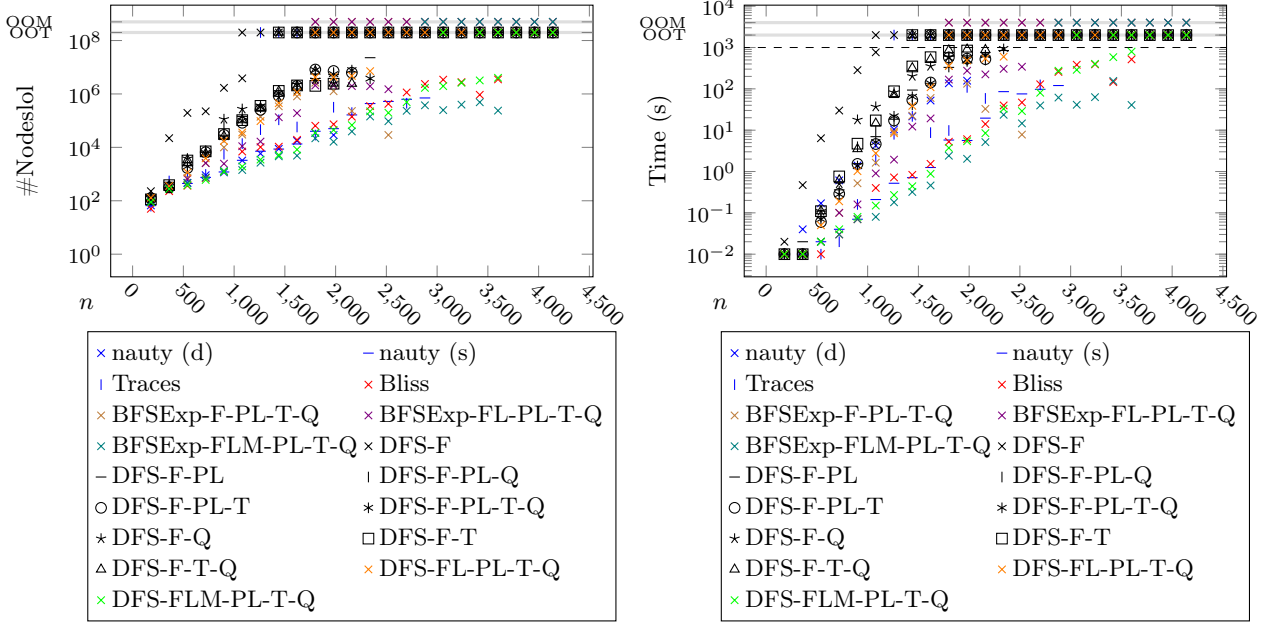 OOM
OOT
10^8
10^6
10^4
10^2
10^0
#Nodeslol
n
0
500
1,000
1,500
2,000
2,500
3,000
3,500
4,000
4,500
× nauty (d)
− nauty (s)
| Traces
× Bliss
× BFSExp-F-PL-T-Q
× BFSExp-FL-PL-T-Q
× BFSExp-FLM-PL-T-Q
× DFS-F
− DFS-F-PL
| DFS-F-PL-Q
○ DFS-F-PL-T
∗ DFS-F-PL-T-Q
⋆ DFS-F-Q
□ DFS-F-T
△ DFS-F-T-Q
× DFS-FL-PL-T-Q
× DFS-FLM-PL-T-Q
OOM
OOT
10^4
10^3
10^2
10^1
10^0
10^−1
10^−2
Time (s)
n
0
500
1,000
1,500
2,000
2,500
3,000
3,500
4,000
4,500
× nauty (d)
− nauty (s)
| Traces
× Bliss
× BFSExp-F-PL-T-Q
× BFSExp-FL-PL-T-Q
× BFSExp-FLM-PL-T-Q
× DFS-F
− DFS-F-PL
| DFS-F-PL-Q
○ DFS-F-PL-T
∗ DFS-F-PL-T-Q
⋆ DFS-F-Q
□ DFS-F-T
△ DFS-F-T-Q
× DFS-FL-PL-T-Q
× DFS-FLM-PL-T-Q